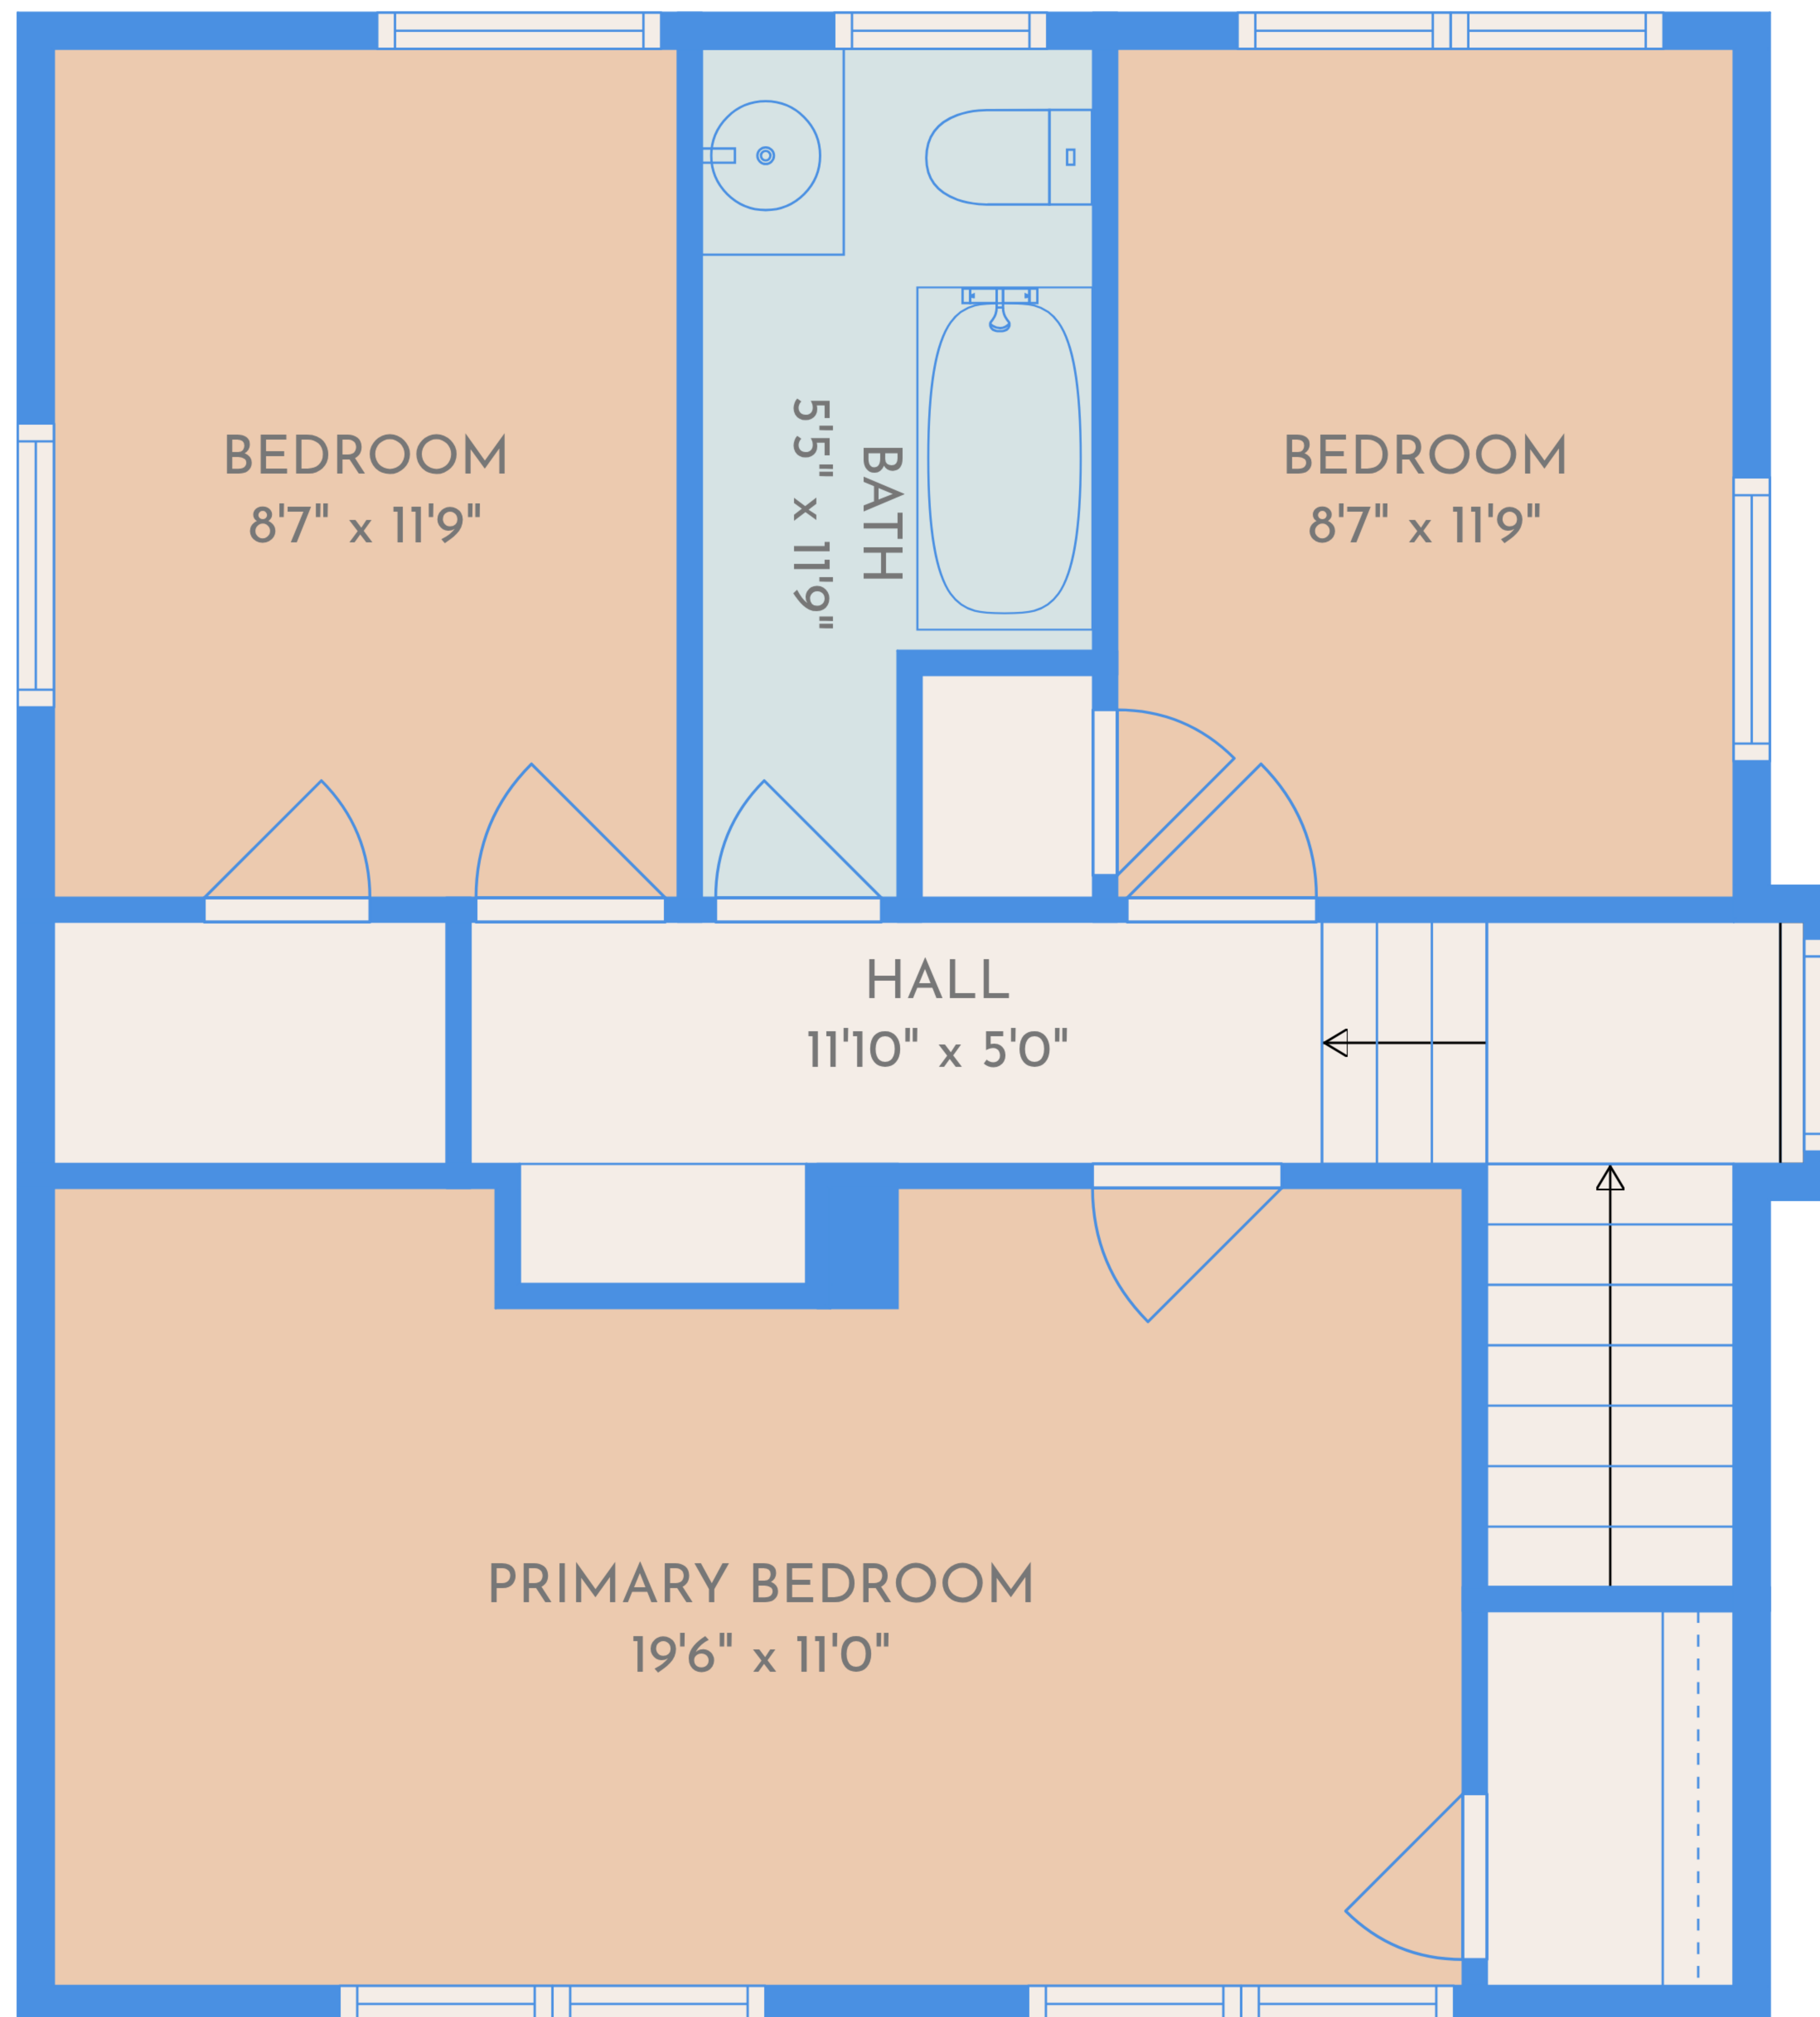 BEDROOM
8'7" x 11'9"
BATH
5'5" x 11'9"
BEDROOM
8'7" x 11'9"
HALL
11'10" x 5'0"
PRIMARY BEDROOM
19'6" x 11'0"